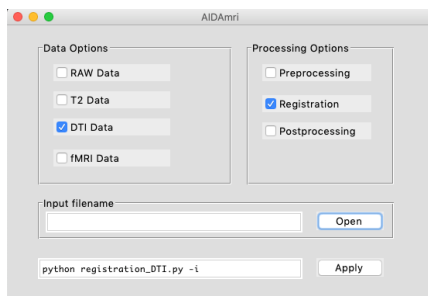 AIDAmri
Data Options
RAW Data
T2 Data
DTI Data
fMRI Data
Processing Options
Preprocessing
Registration
Postprocessing
Input filename
Open
python registration_DTI.py -i
Apply